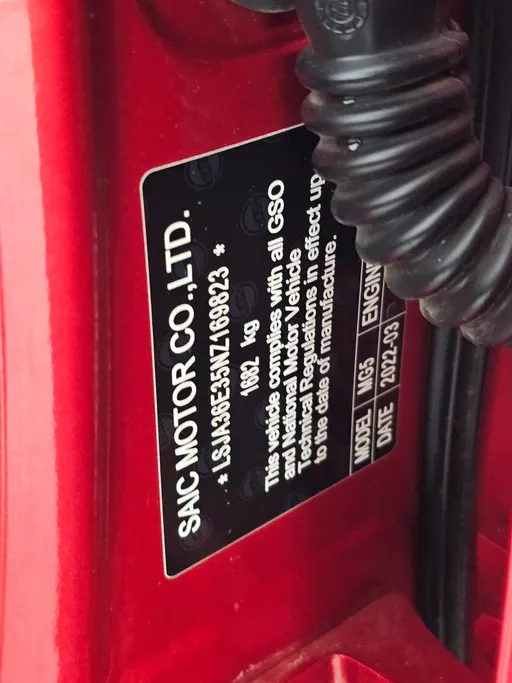 SAIC MOTOR CO.,LTD.
* LSJA36E35NZ169823 *
1682 kg
This vehicle complies with all GSO
and National Motor Vehicle
Technical Regulations in effect up
to the date of manufacture.
MODEL MG5 ENGIN
DATE 2022-03